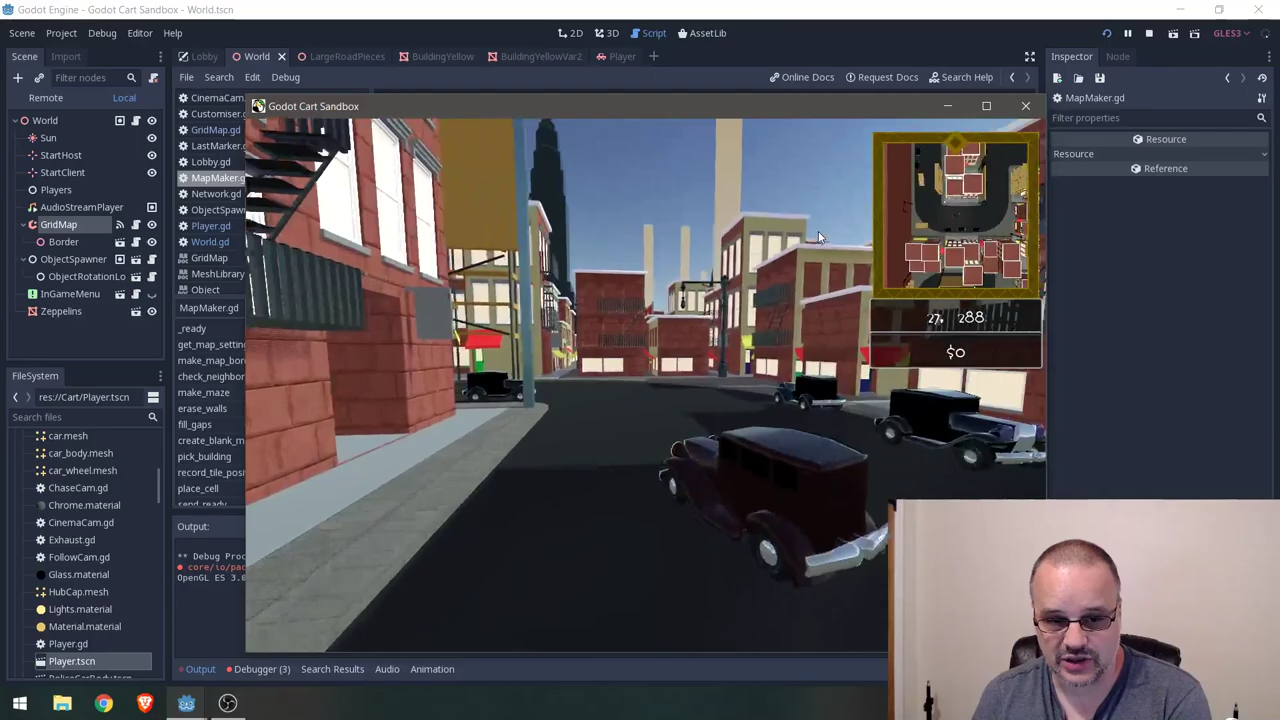 Godot Engine - Godot Cart Sandbox - World.tscn
Scene Project Debug Editor Help
2D 3D Script AssetLib
GLES3
Scene Import
Lobby World LargeRoadPieces BuildingYellow BuildingYellowVar2 Player
Inspector Node
Filter nodes
File Search Edit Debug
Online Docs Request Docs Search Help
Remote Local
MapMaker.gd
Filter properties
Resource
Resource
Reference
World
Sun
StartHost
StartClient
Players
AudioStreamPlayer
GridMap
Border
ObjectSpawner
ObjectRotationLo
InGameMenu
Zeppelins
CinemaCam
Customiser.
GridMap.gd
LastMarker.
Lobby.gd
MapMaker.g
Network.gd
ObjectSpaw
Player.gd
World.gd
GridMap
MeshLibrary
Object
MapMaker.gd
_ready
get_map_settin
make_map_bor
check_neighbor
make_maze
erase_walls
fill_gaps
create_blank_m
pick_building
record_tile_posi
place_cell
send_ready
Godot Cart Sandbox
27, 288
$0
FileSystem
res://Cart/Player.tscn
Search files
car.mesh
car_body.mesh
car_wheel.mesh
ChaseCam.gd
Chrome.material
CinemaCam.gd
Exhaust.gd
FollowCam.gd
Glass.material
HubCap.mesh
Lights.material
Material.material
Player.gd
Player.tscn
PoliceCarBody.tscn
Output:
** Debug Proc
core/io/pac
OpenGL ES 3.0
Output Debugger (3) Search Results Audio Animation